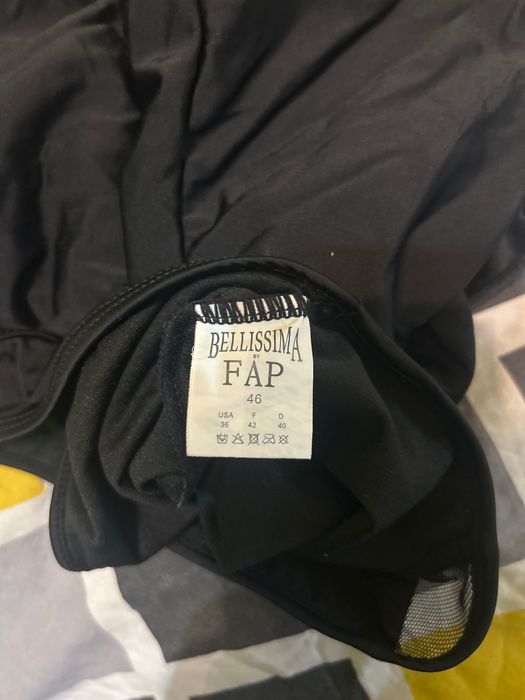 BELLISSIMA
BY
FAP
46
USA F D
36 42 40